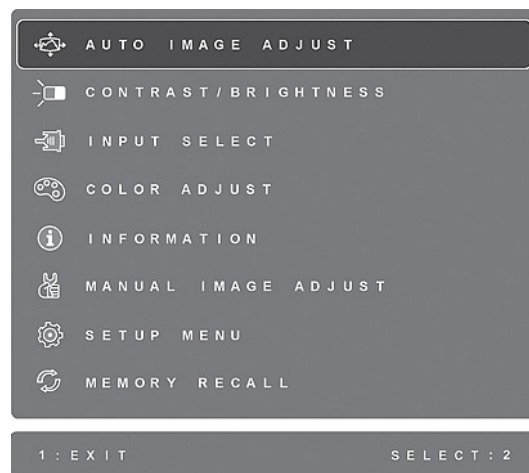 AUTO IMAGE ADJUST
CONTRAST/BRIGHTNESS
INPUT SELECT
COLOR ADJUST
INFORMATION
MANUAL IMAGE ADJUST
SETUP MENU
MEMORY RECALL
1:EXIT SELECT:2